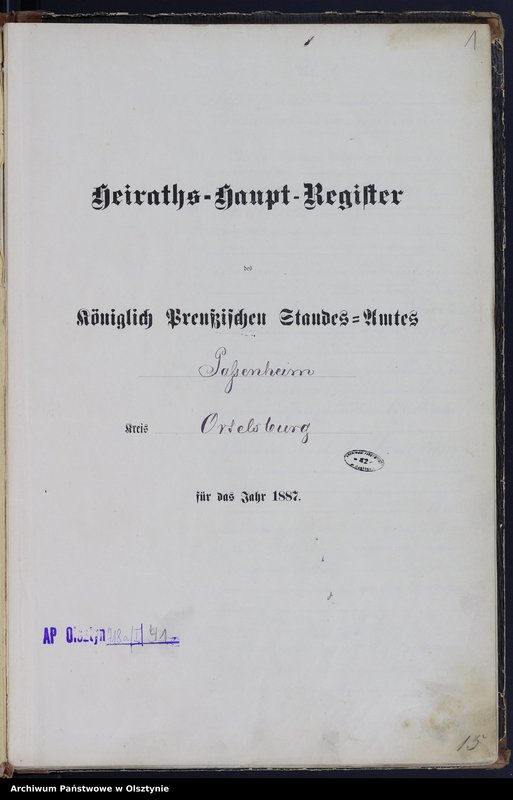 1
Heiraths-Haupt-Register
des
Königlich Preußischen Standes-Amtes
Paßenheim
Kreis Ortelsburg
42
für das Jahr 1887.
AP Olsztyn
15
Archiwum Państwowe w Olsztynie